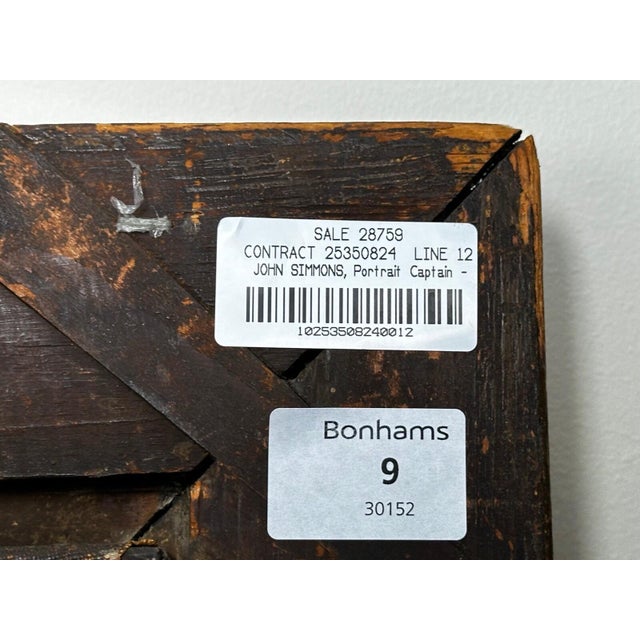 SALE 28759
CONTRACT 25350824 LINE 12
JOHN SIMMONS, Portrait Captain -
10253508240012
Bonhams
9
30152